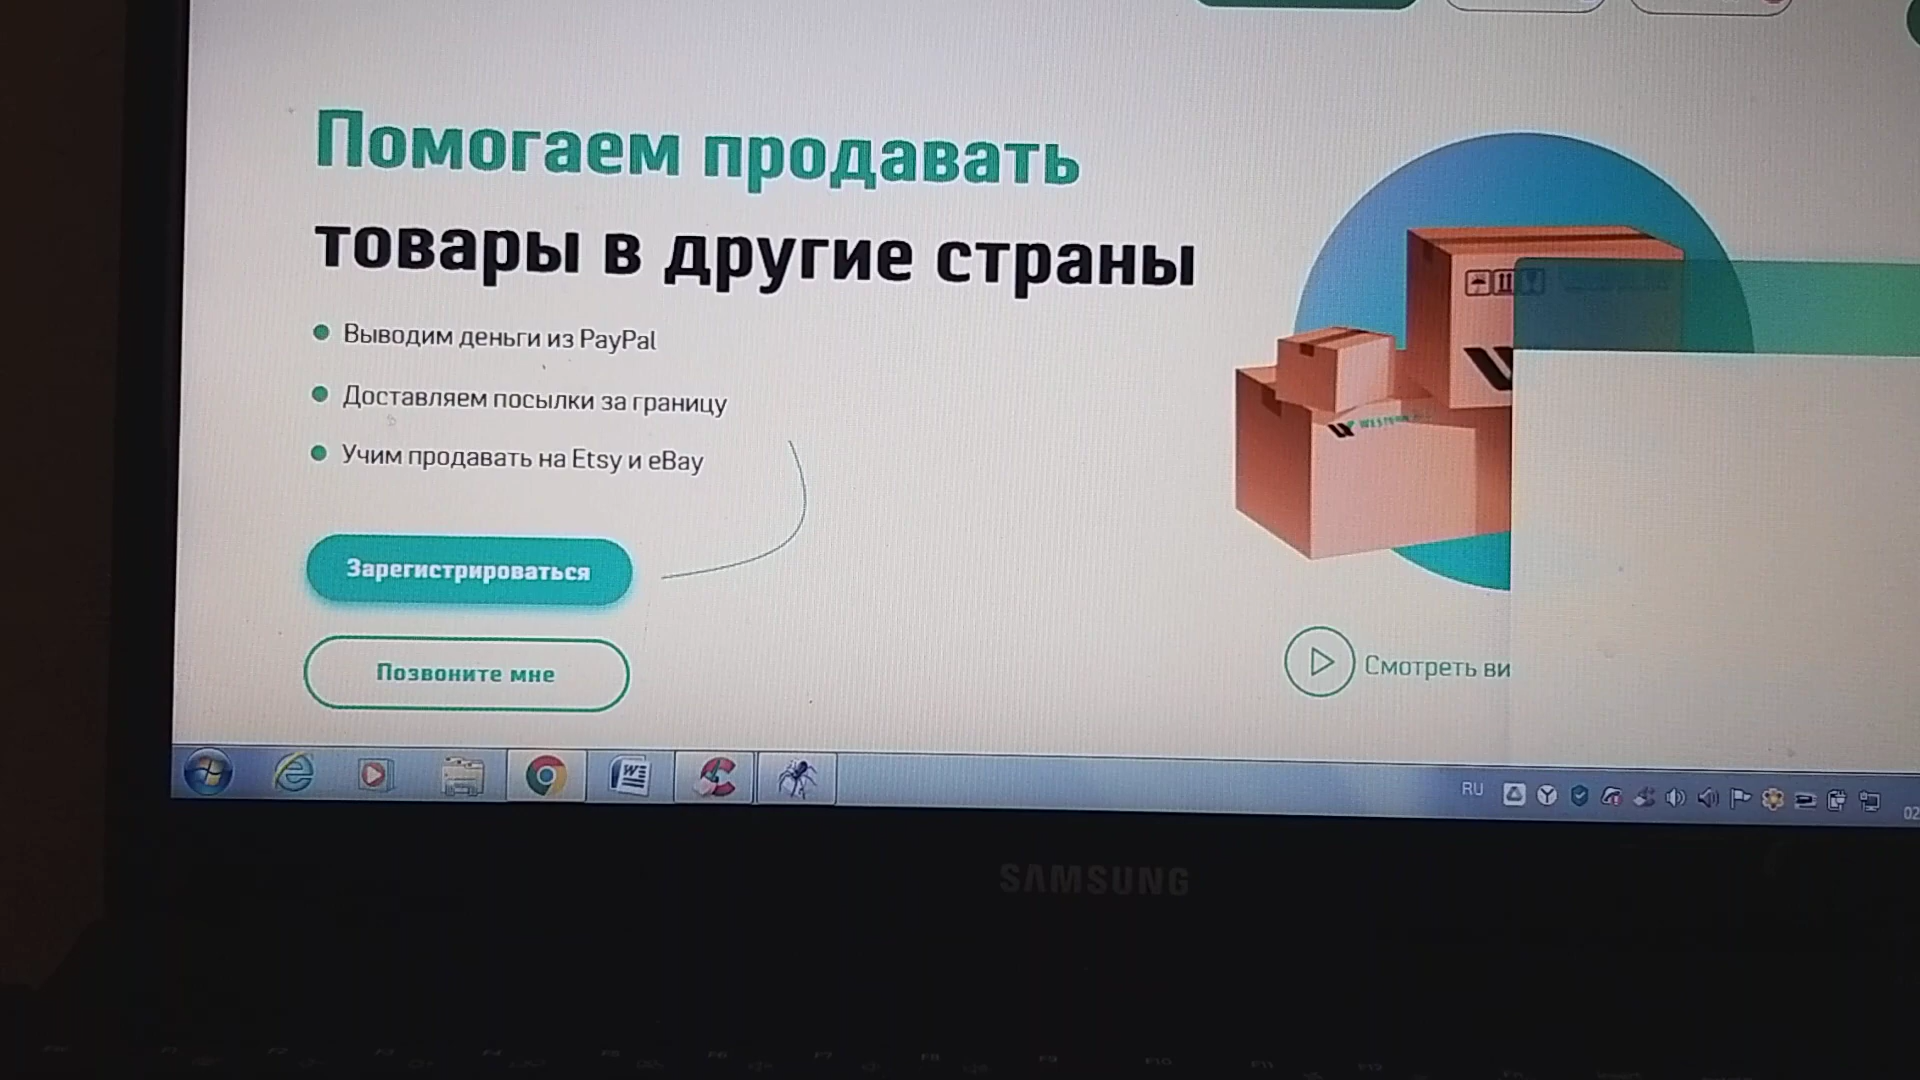 Помогаем продавать
товары в другие страны
Выводим деньги из PayPal
Доставляем посылки за границу
Учим продавать на Etsy и eBay
Зарегистрироваться
Позвоните мне
Смотреть ви
RU
02
SAMSUNG